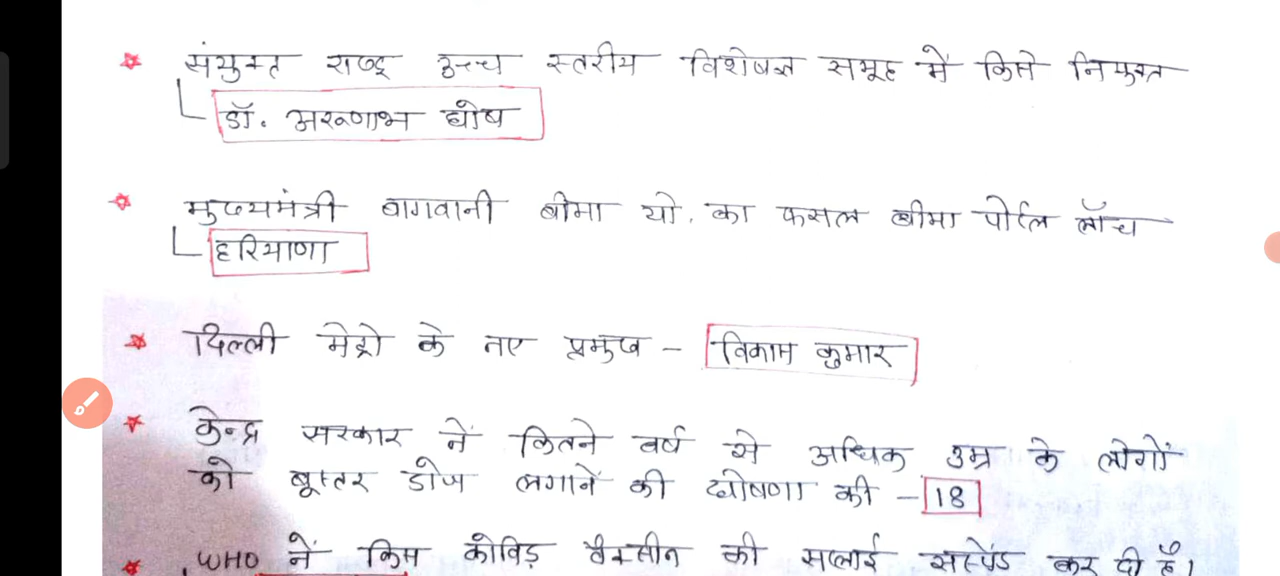 संयुक्त राष्ट्र उच्च स्तरीय विशेषज्ञ समूह में किसे नियुक्त
डॉ. अरूणाभ घोष
मुख्यमंत्री बागवानी बीमा यो. का फसल बीमा पोर्टल लॉच
हरियाणा
दिल्ली मेट्रो के नए प्रमुख - विकास कुमार
केन्द्र सरकार नें कितने वर्ष से अधिक उम्र के लोगों
को बूस्टर डोज लगानें की घोषणा की - 18
WHO नें किस कोविड़ वैक्सीन की सप्लाई सस्पेंड कर दी है।